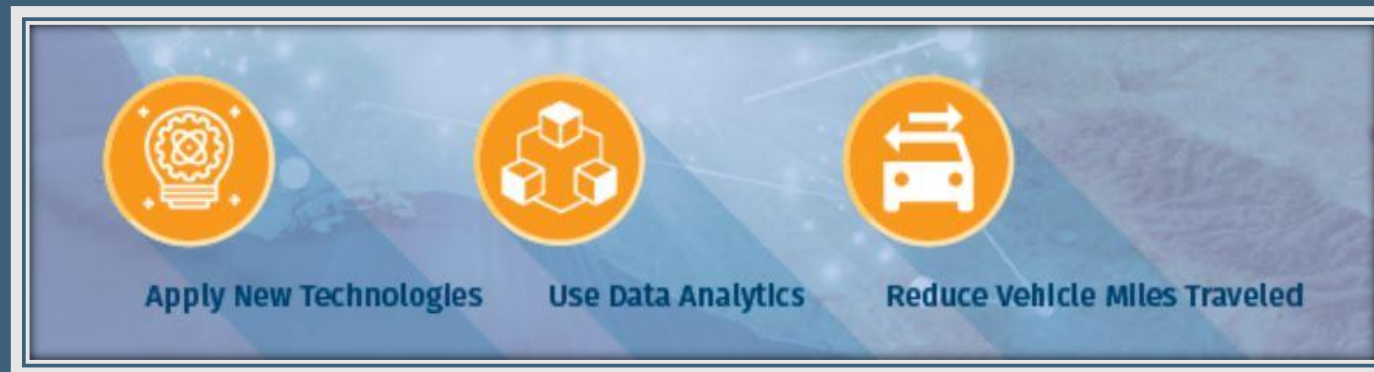 Apply New Technologies
Use Data Analytics
Reduce Vehicle Miles Traveled